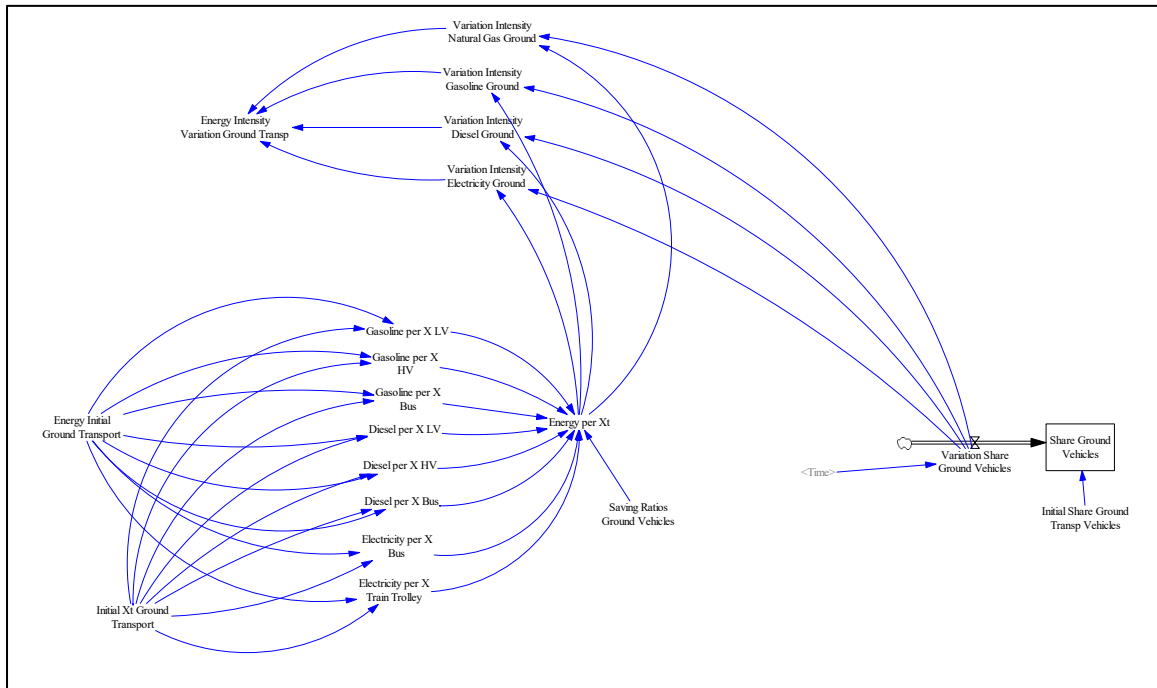 Variation Intensity
Natural Gas Ground
Variation Intensity
Gasoline Ground
Energy Intensity
Variation Ground Transp
Variation Intensity
Diesel Ground
Variation Intensity
Electricity Ground
Gasoline per X LV
Gasoline per X
HV
Gasoline per X
Bus
Energy Initial
Ground Transport
Diesel per X LV
Energy per Xt
Diesel per X HV
Diesel per X Bus
Saving Ratios
Ground Vehicles
Electricity per X
Bus
Electricity per X
Train Trolley
Initial Xt Ground
Transport
<Time>
Variation Share
Ground Vehicles
Share Ground
Vehicles
Initial Share Ground
Transp Vehicles